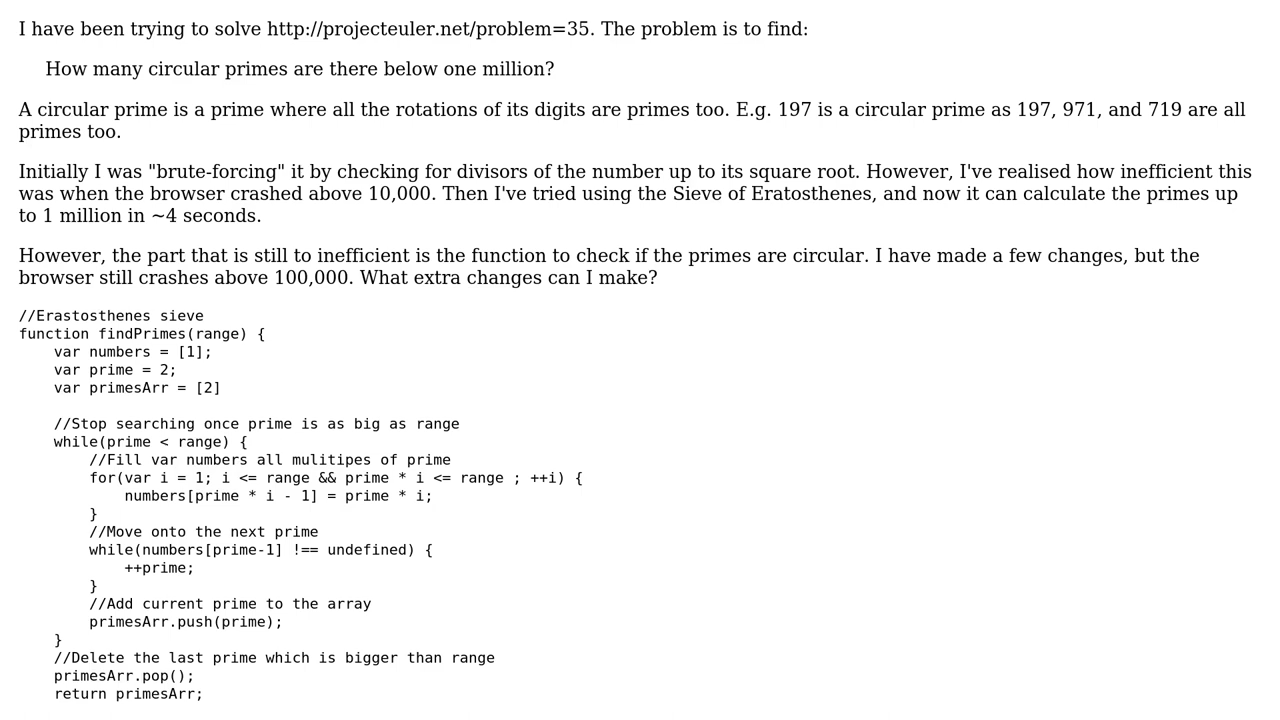 I have been trying to solve http://projecteuler.net/problem=35. The problem is to find:
How many circular primes are there below one million?
A circular prime is a prime where all the rotations of its digits are primes too. E.g. 197 is a circular prime as 197, 971, and 719 are all
primes too.
Initially I was "brute-forcing" it by checking for divisors of the number up to its square root. However, I've realised how inefficient this
was when the browser crashed above 10,000. Then I've tried using the Sieve of Eratosthenes, and now it can calculate the primes up
to 1 million in ~4 seconds.
However, the part that is still to inefficient is the function to check if the primes are circular. I have made a few changes, but the
browser still crashes above 100,000. What extra changes can I make?
//Erastosthenes sieve
function findPrimes(range) {
    var numbers = [1];
    var prime = 2;
    var primesArr = [2]
    //Stop searching once prime is as big as range
    while(prime < range) {
        //Fill var numbers all mulitipes of prime
        for(var i = 1; i <= range && prime * i <= range ; ++i) {
            numbers[prime * i - 1] = prime * i;
        }
        //Move onto the next prime
        while(numbers[prime-1] !== undefined) {
            ++prime;
        }
        //Add current prime to the array
        primesArr.push(prime);
    }
    //Delete the last prime which is bigger than range
    primesArr.pop();
    return primesArr;